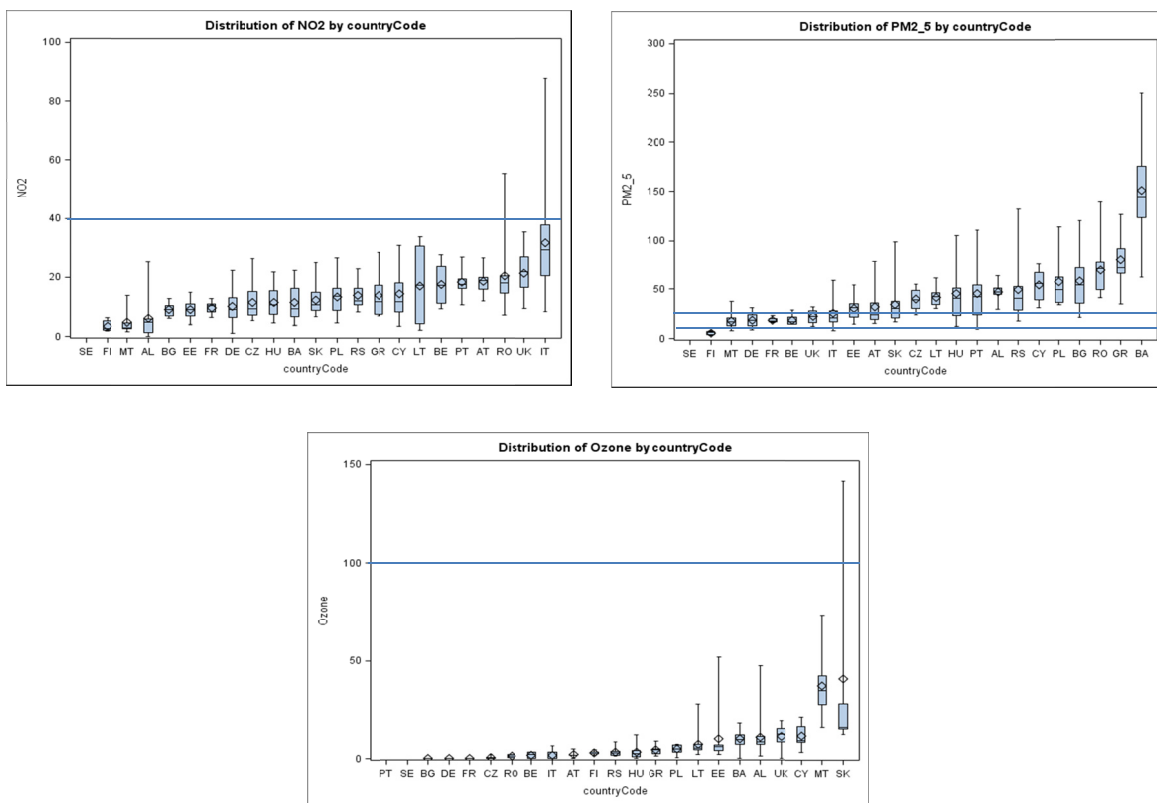 Distribution of NO2 by countryCode
100
80
60
40
20
0
NO2
SE FI MT AL BG EE FR DE CZ HU BA SK PL RS GR CY LT BE PT AT RO UK IT
countryCode
Distribution of PM2_5 by countryCode
300
250
200
150
100
50
0
PM2_5
SE FI MT DE FR BE UK IT EE AT SK CZ LT HU PT AL RS CY PL BG RO GR BA
countryCode
Distribution of Ozone by countryCode
150
100
50
0
Ozone
PT SE BG DE FR CZ RO BE IT AT FI RS HU GR PL LT EE BA AL UK CY MT SK
countryCode